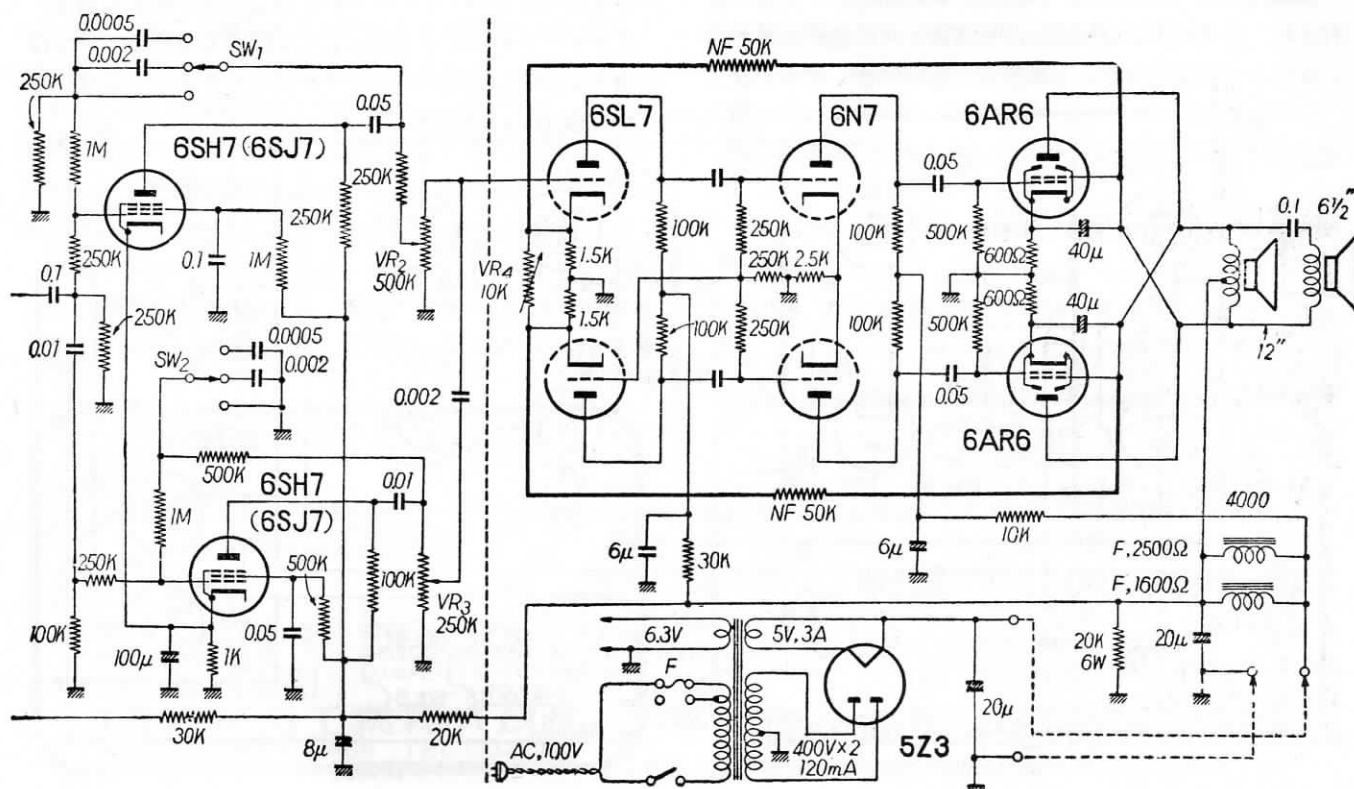 0.0005
0.002
SW1
250K
1M
6SH7 (6SJ7)
0.05
250K
250K
250K
0.1
1M
0.1
250K
0.01
SW2
0.0005
0.002
500K
6SH7
(6SJ7)
0.01
1M
250K
500K
100K
VR3
250K
100K
100μ
1K
0.05
30K
8μ
20K
VR2
500K
0.002
NF 50K
6SL7
6N7
6AR6
VR4
10K
1.5K
1.5K
100K
100K
250K
250K
2.5K
250K
100K
100K
0.05
0.05
500K
500K
600Ω
600Ω
40μ
40μ
6AR6
0.1
6½"
12"
NF 50K
6μ
30K
6μ
10K
4000
F, 2500Ω
F, 1600Ω
6.3V
5V, 3A
F
AC, 100V
400V×2
120mA
5Z3
20μ
20K
6W
20μ